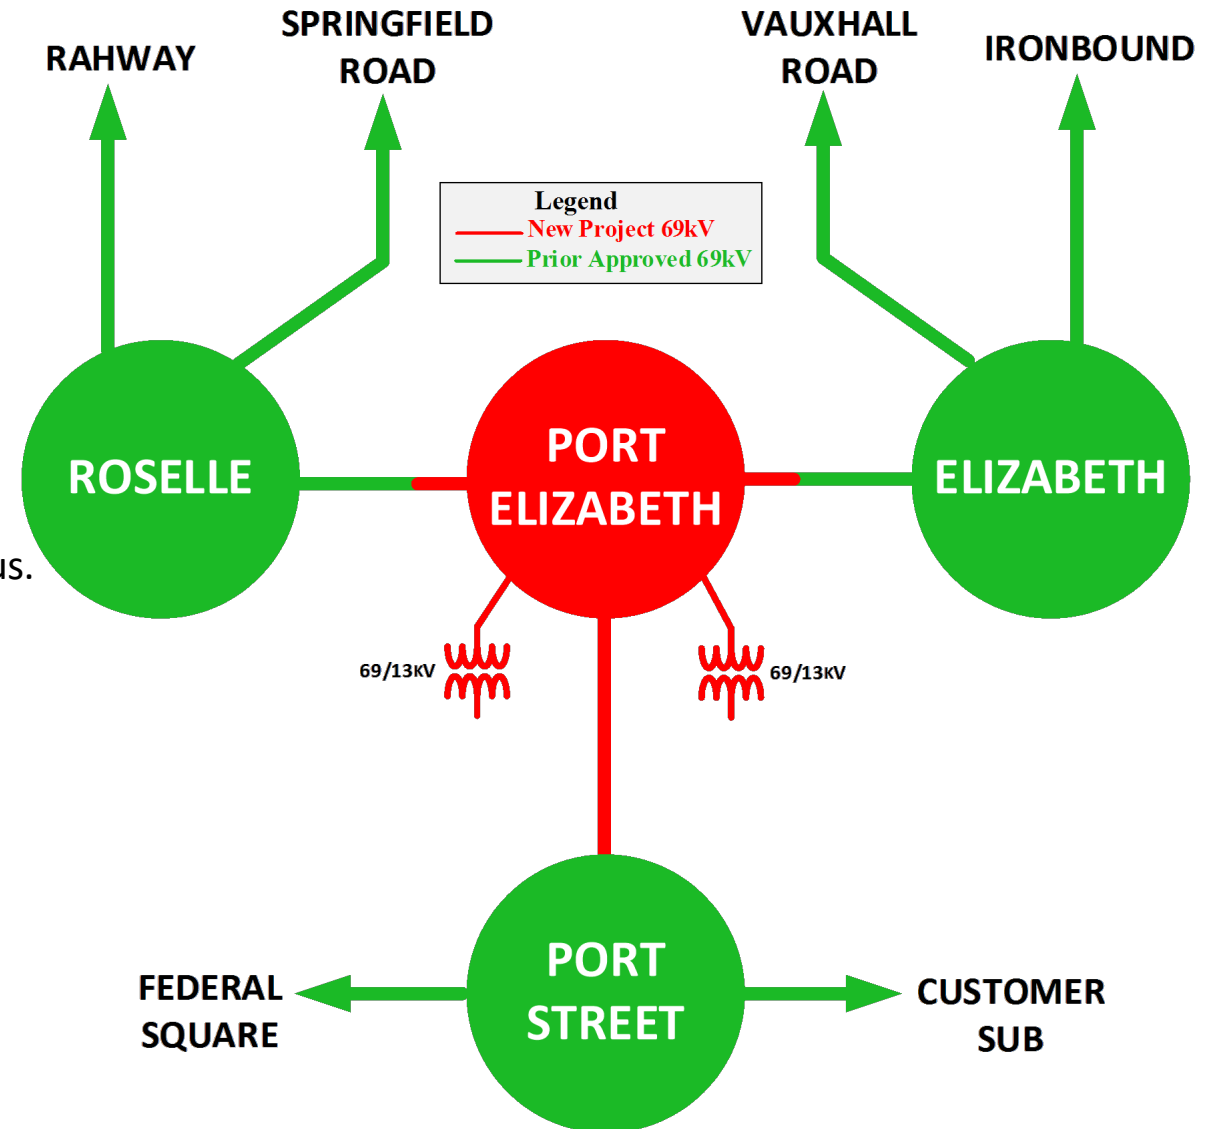 RAHWAY
SPRINGFIELD
ROAD
VAUXHALL
ROAD
IRONBOUND
Legend
New Project 69kV
Prior Approved 69kV
ROSELLE
PORT
ELIZABETH
ELIZABETH
us.
69/13KV
69/13KV
FEDERAL
SQUARE
PORT
STREET
CUSTOMER
SUB